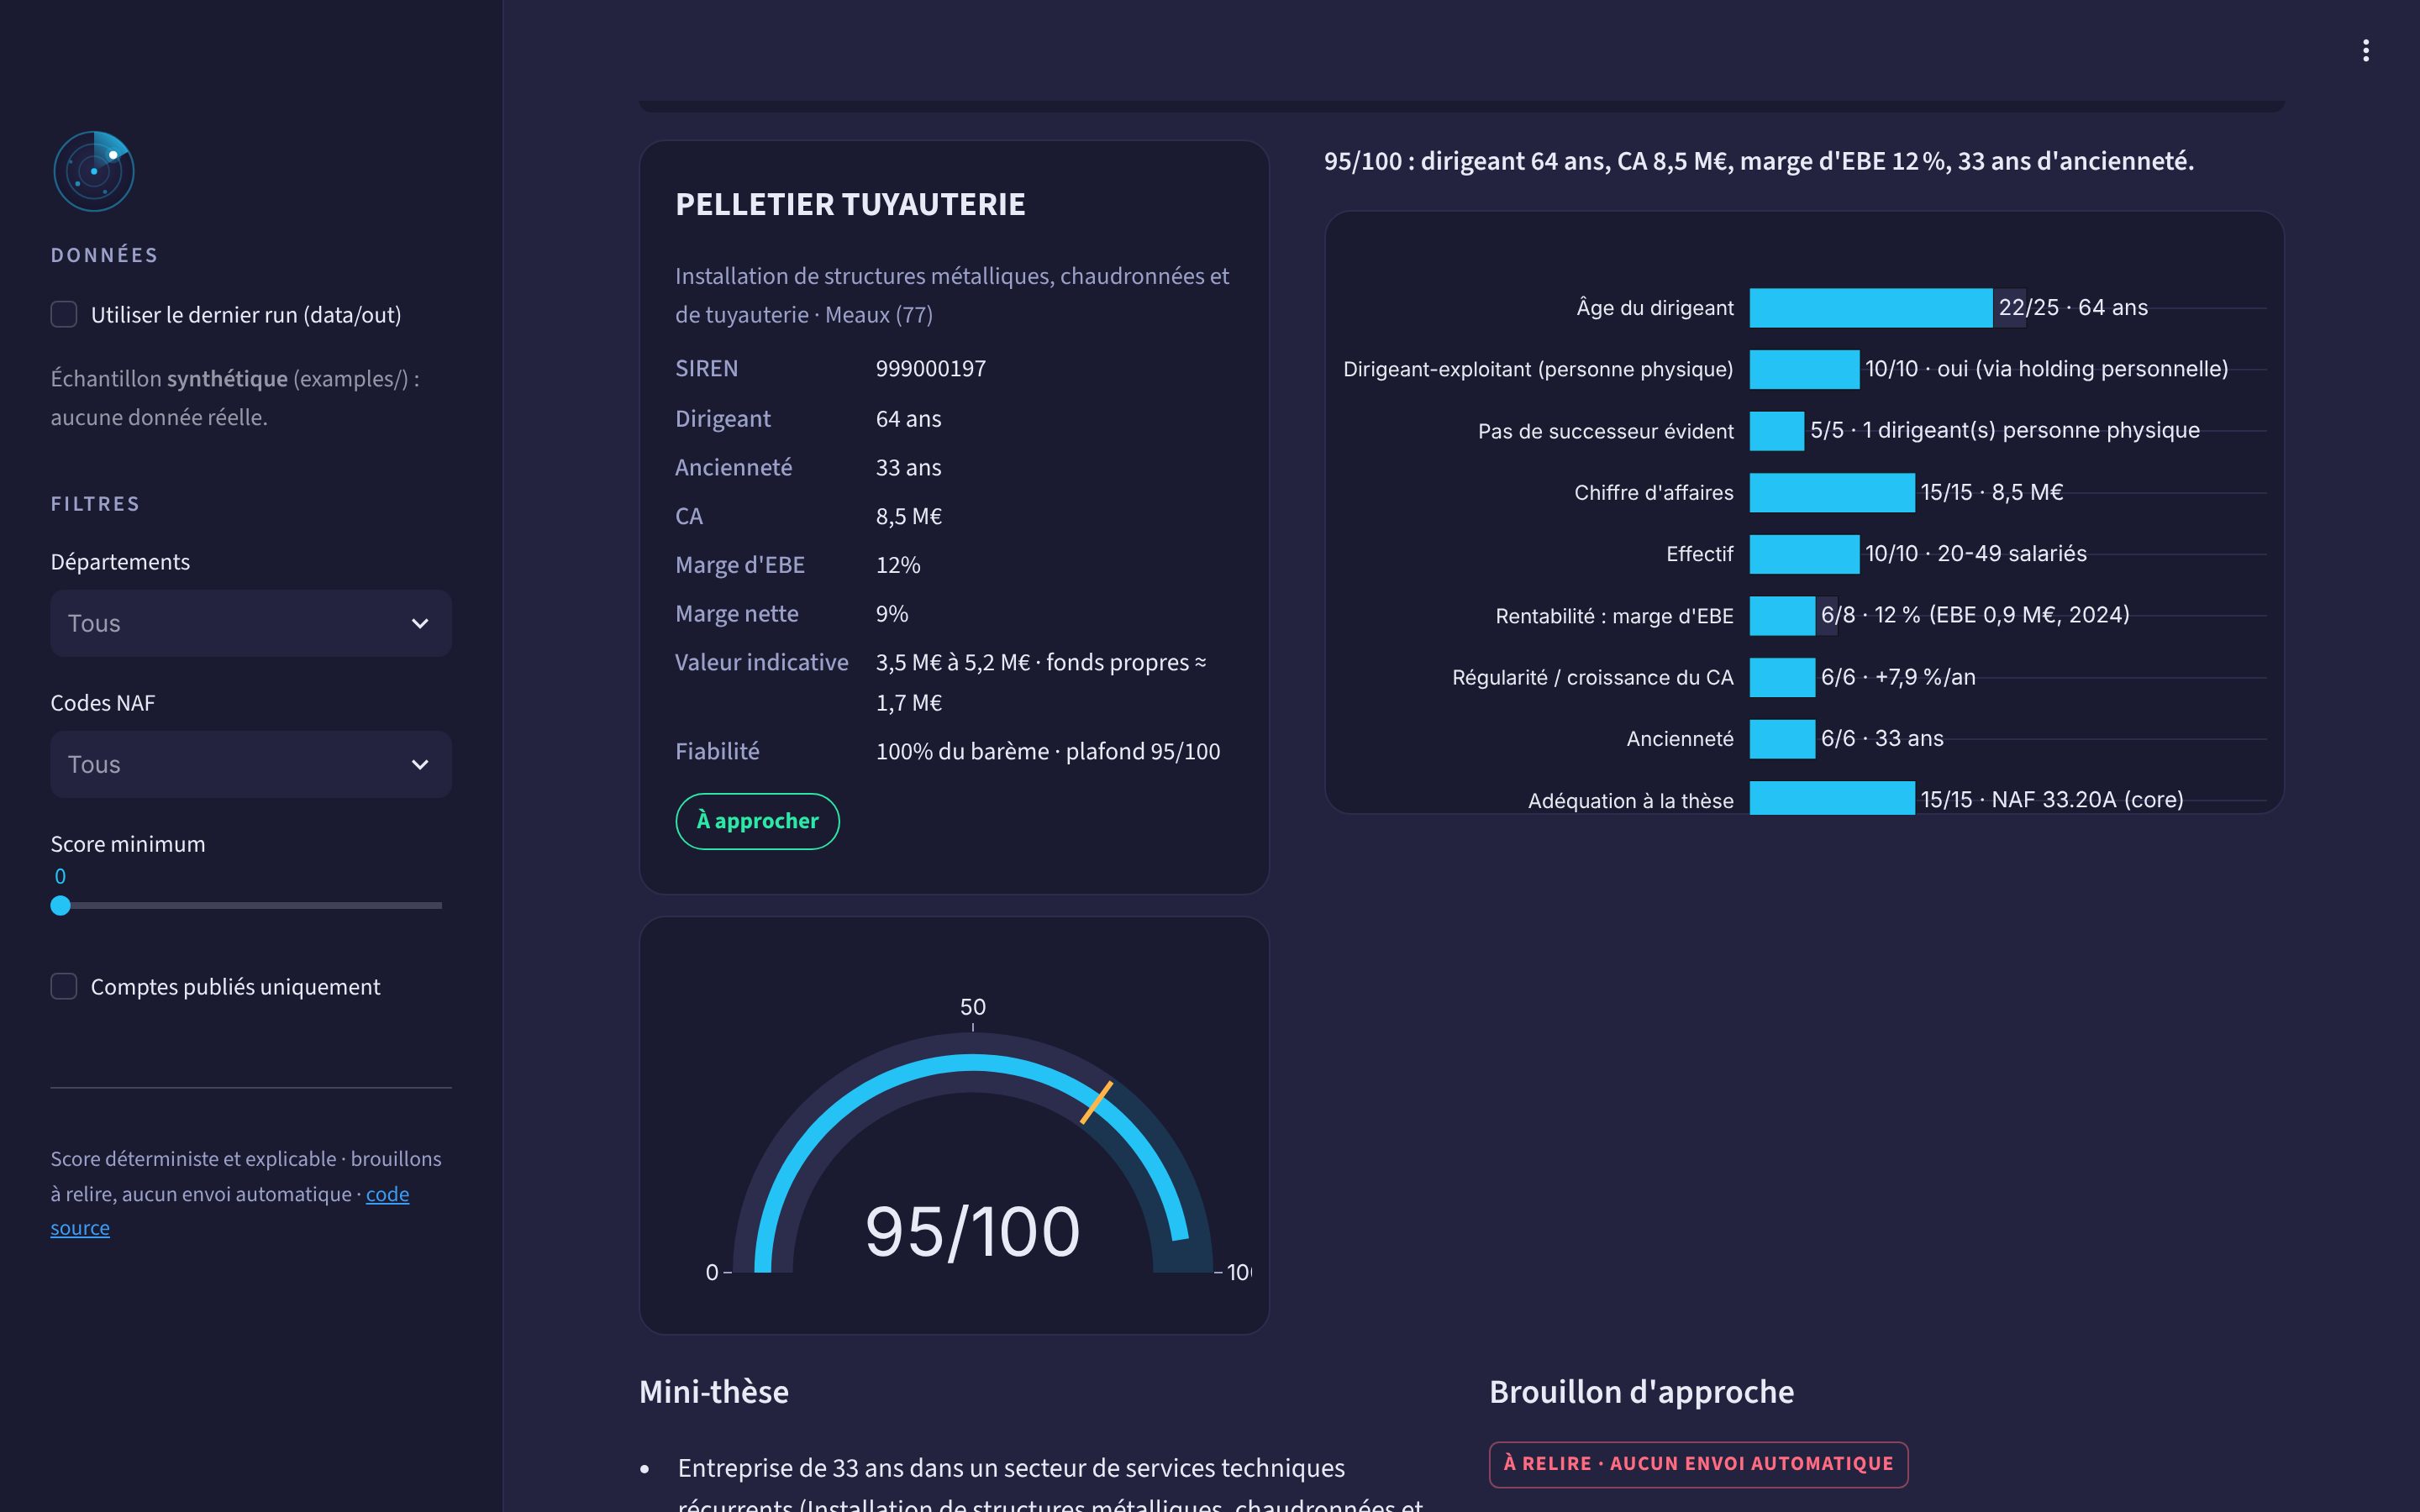 DONNÉES
Utiliser le dernier run (data/out)
Échantillon synthétique (examples/) :
aucune donnée réelle.
FILTRES
Départements
Tous
Codes NAF
Tous
Score minimum
0
Comptes publiés uniquement
Score déterministe et explicable · brouillons
à relire, aucun envoi automatique · code
source
PELLETIER TUYAUTERIE
Installation de structures métalliques, chaudronnées et
de tuyauterie · Meaux (77)
SIREN 999000197
Dirigeant 64 ans
Ancienneté 33 ans
CA 8,5 M€
Marge d'EBE 12%
Marge nette 9%
Valeur indicative 3,5 M€ à 5,2 M€ · fonds propres ≈
1,7 M€
Fiabilité 100% du barème · plafond 95/100
À approcher
50
95/100
0
10
95/100 : dirigeant 64 ans, CA 8,5 M€, marge d'EBE 12 %, 33 ans d'ancienneté.
Âge du dirigeant 22/25 · 64 ans
Dirigeant-exploitant (personne physique) 10/10 · oui (via holding personnelle)
Pas de successeur évident 5/5 · 1 dirigeant(s) personne physique
Chiffre d'affaires 15/15 · 8,5 M€
Effectif 10/10 · 20-49 salariés
Rentabilité : marge d'EBE 6/8 · 12 % (EBE 0,9 M€, 2024)
Régularité / croissance du CA 6/6 · +7,9 %/an
Ancienneté 6/6 · 33 ans
Adéquation à la thèse 15/15 · NAF 33.20A (core)
Mini-thèse
Entreprise de 33 ans dans un secteur de services techniques
récurrents (Installation de structures métalliques, chaudronnées et
Brouillon d'approche
À RELIRE · AUCUN ENVOI AUTOMATIQUE